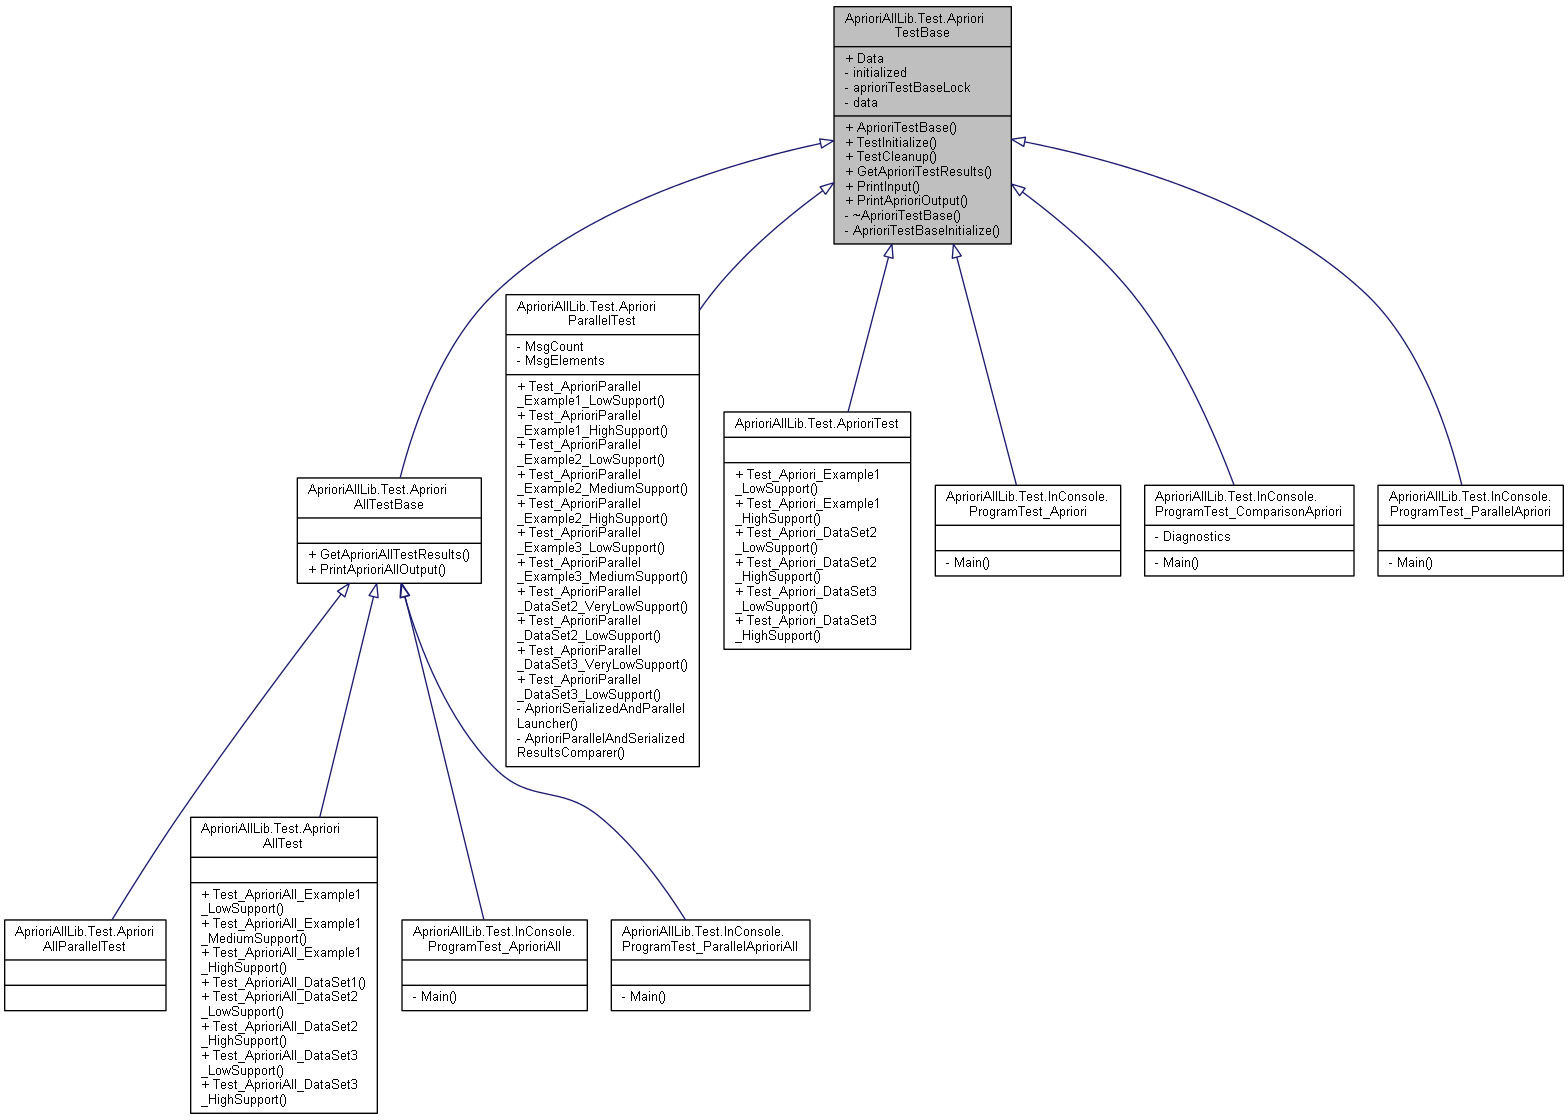 AprioriAllLib.Test.Apriori
TestBase
+ Data
- initialized
- aprioriTestBaseLock
- data
+ AprioriTestBase()
+ TestInitialize()
+ TestCleanup()
+ GetAprioriTestResults()
+ PrintInput()
+ PrintAprioriOutput()
- ~AprioriTestBase()
- AprioriTestBaseInitialize()
AprioriAllLib.Test.Apriori
ParallelTest
- MsgCount
- MsgElements
+ Test_AprioriParallel
_Example1_LowSupport()
+ Test_AprioriParallel
_Example1_HighSupport()
+ Test_AprioriParallel
_Example2_LowSupport()
+ Test_AprioriParallel
_Example2_MediumSupport()
+ Test_AprioriParallel
_Example2_HighSupport()
+ Test_AprioriParallel
_Example3_LowSupport()
+ Test_AprioriParallel
_Example3_MediumSupport()
+ Test_AprioriParallel
_DataSet2_VeryLowSupport()
+ Test_AprioriParallel
_DataSet2_LowSupport()
+ Test_AprioriParallel
_DataSet3_VeryLowSupport()
+ Test_AprioriParallel
_DataSet3_LowSupport()
- AprioriSerializedAndParallel
Launcher()
- AprioriParallelAndSerialized
ResultsComparer()
AprioriAllLib.Test.AprioriTest
+ Test_Apriori_Example1
_LowSupport()
+ Test_Apriori_Example1
_HighSupport()
+ Test_Apriori_DataSet2
_LowSupport()
+ Test_Apriori_DataSet2
_HighSupport()
+ Test_Apriori_DataSet3
_LowSupport()
+ Test_Apriori_DataSet3
_HighSupport()
AprioriAllLib.Test.Apriori
AllTestBase
+ GetAprioriAllTestResults()
+ PrintAprioriAllOutput()
AprioriAllLib.Test.InConsole.
ProgramTest_Apriori
- Main()
AprioriAllLib.Test.InConsole.
ProgramTest_ComparisonApriori
- Diagnostics
- Main()
AprioriAllLib.Test.InConsole.
ProgramTest_ParallelApriori
- Main()
AprioriAllLib.Test.Apriori
AllParallelTest
AprioriAllLib.Test.Apriori
AllTest
+ Test_AprioriAll_Example1
_LowSupport()
+ Test_AprioriAll_Example1
_MediumSupport()
+ Test_AprioriAll_Example1
_HighSupport()
+ Test_AprioriAll_DataSet1()
+ Test_AprioriAll_DataSet2
_LowSupport()
+ Test_AprioriAll_DataSet2
_HighSupport()
+ Test_AprioriAll_DataSet3
_LowSupport()
+ Test_AprioriAll_DataSet3
_HighSupport()
AprioriAllLib.Test.InConsole.
ProgramTest_AprioriAll
- Main()
AprioriAllLib.Test.InConsole.
ProgramTest_ParallelAprioriAll
- Main()